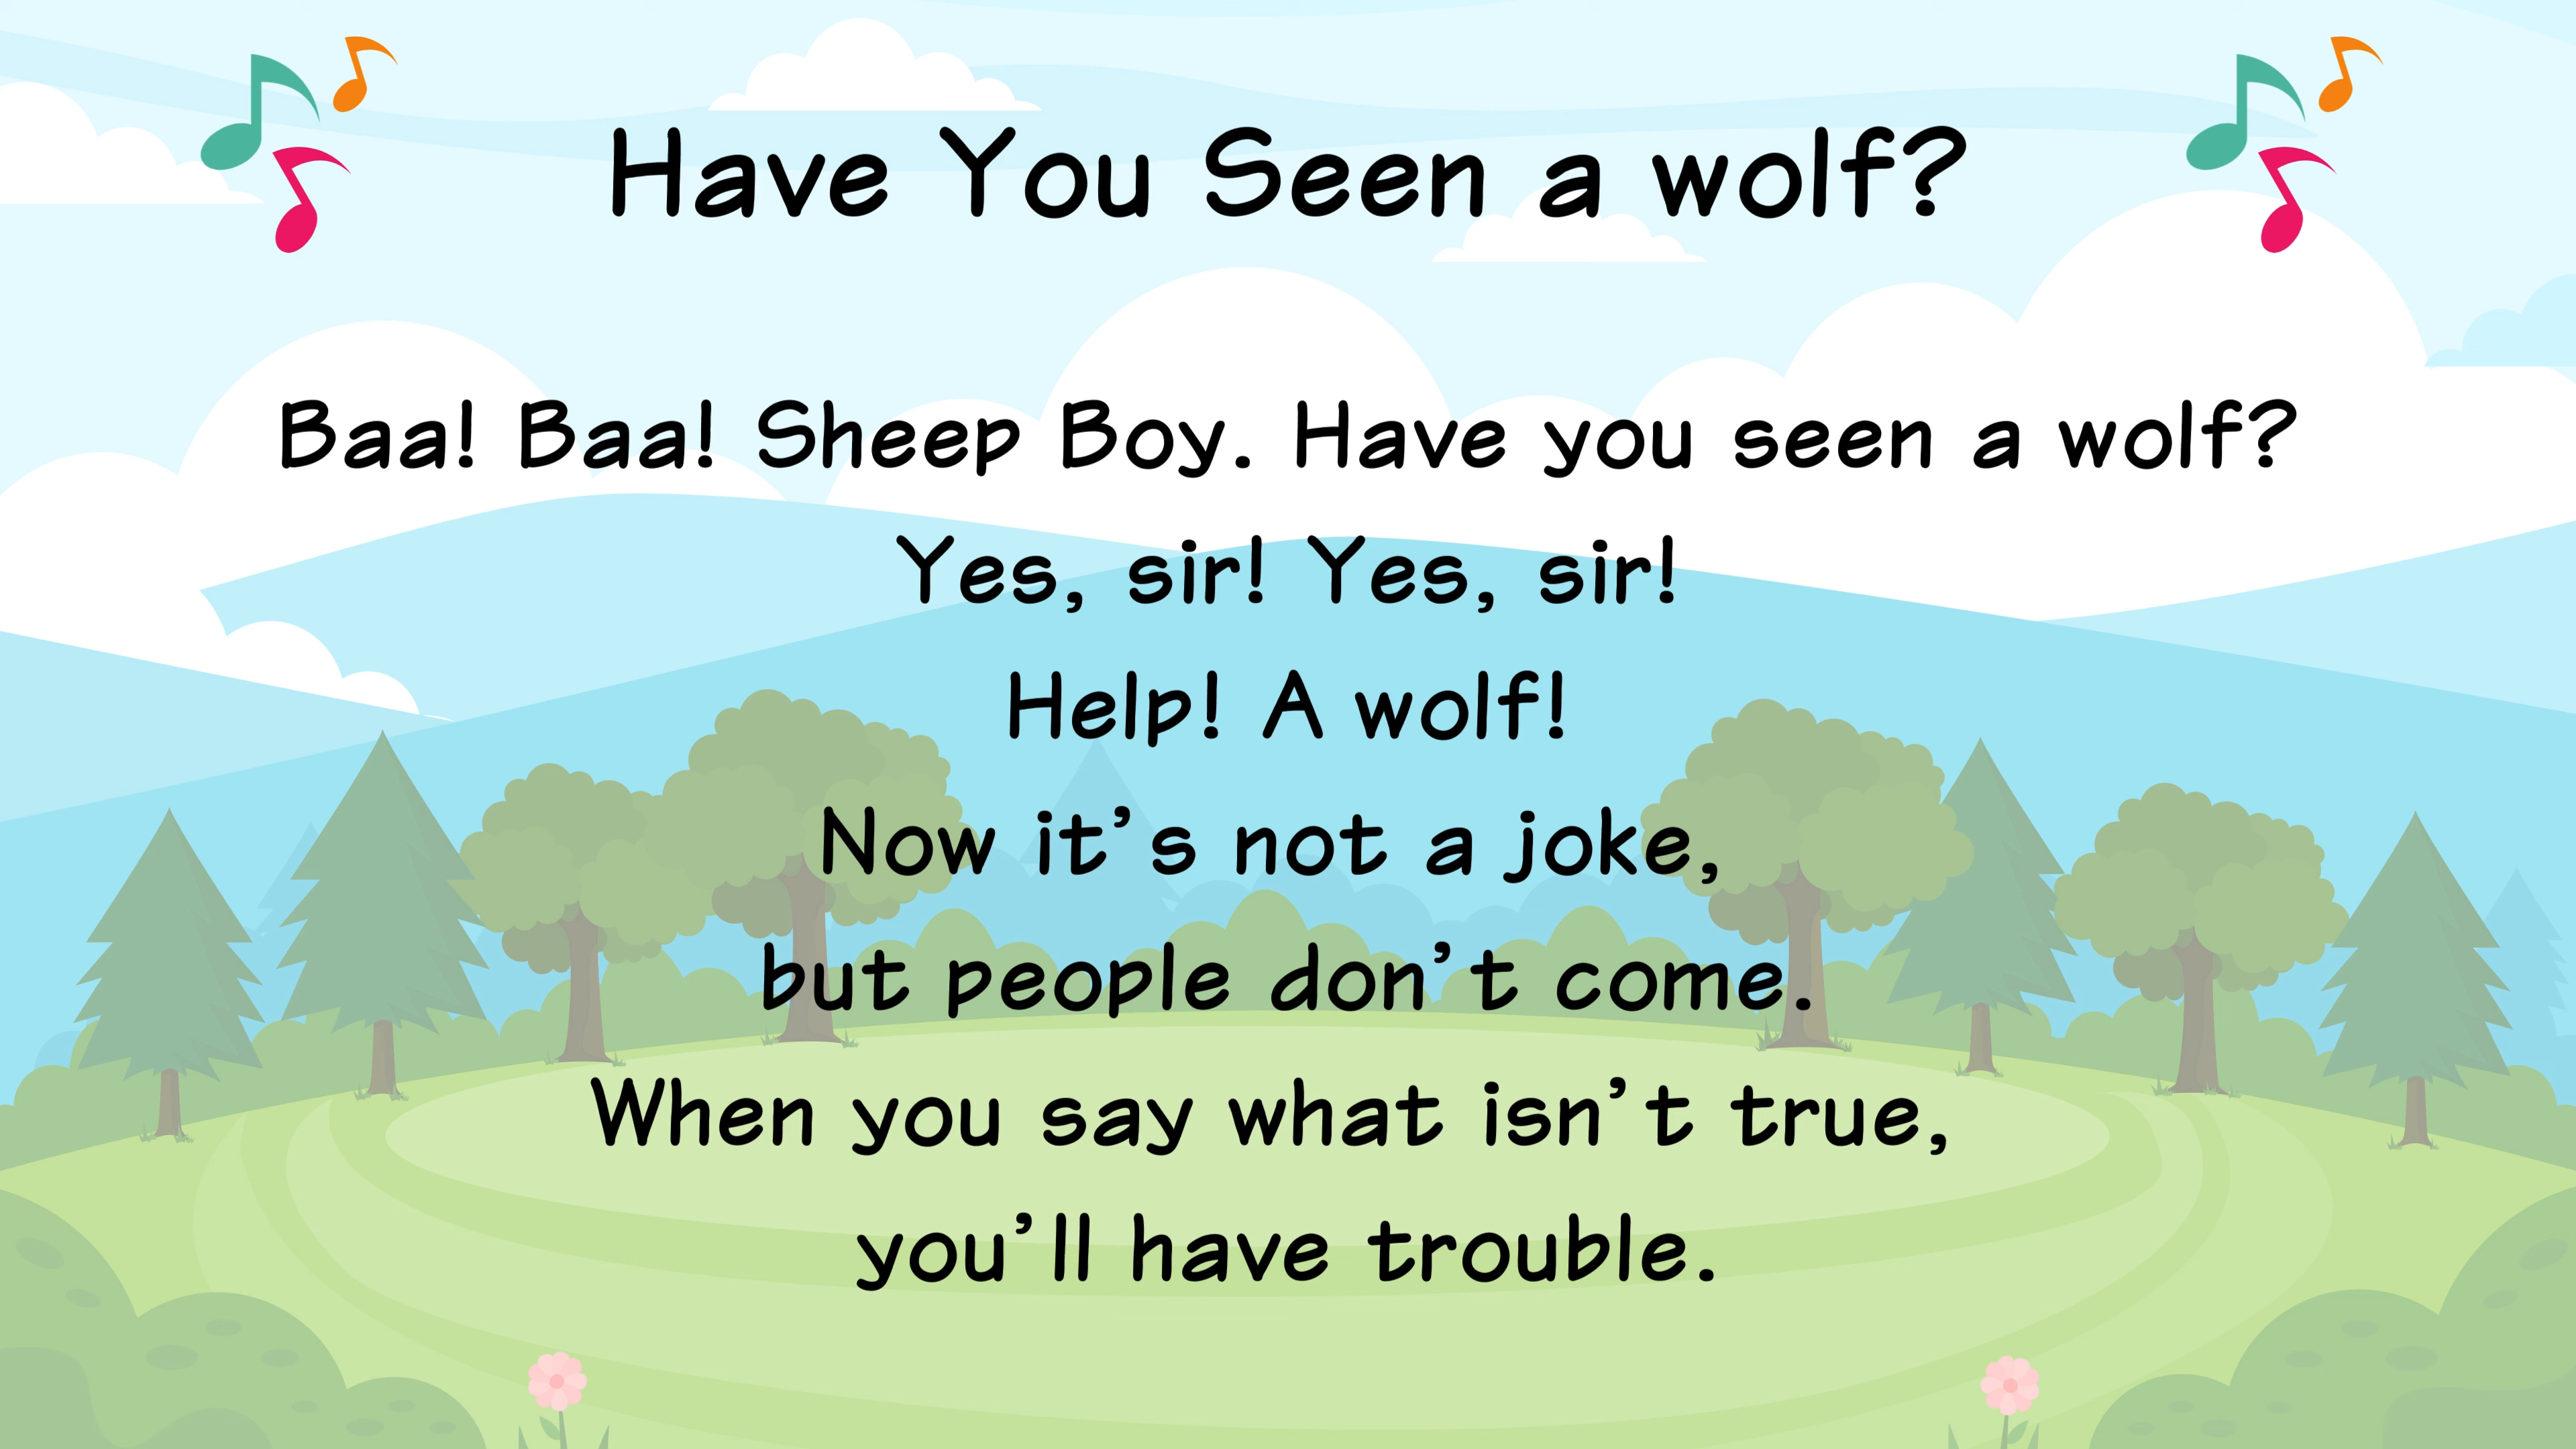 Have You Seen a wolf?
Baa! Baa! Sheep Boy. Have you seen a wolf?
Yes, sir! Yes, sir!
Help! A wolf!
Now it’s not a joke,
but people don’t come.
When you say what isn’t true,
you’ll have trouble.